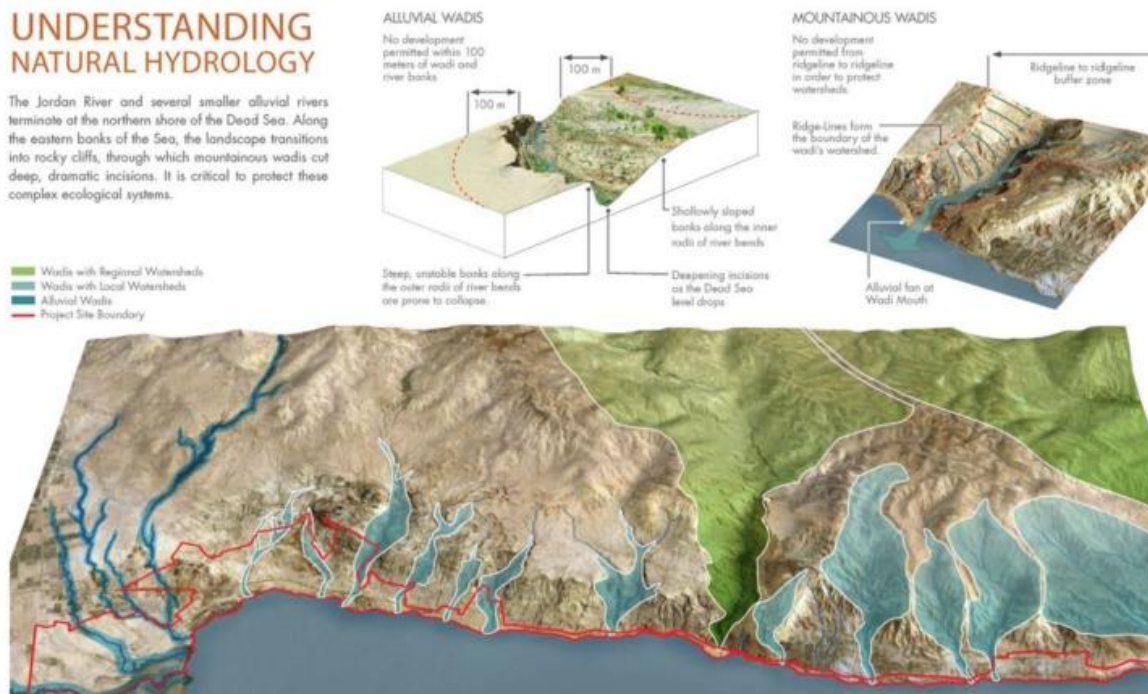 UNDERSTANDING
NATURAL HYDROLOGY
The Jordan River and several smaller alluvial rivers
terminate at the northern shore of the Dead Sea. Along
the eastern banks of the Sea, the landscape transitions
into rocky cliffs, through which mountainous wadis cut
deep, dramatic incisions. It is critical to protect these
complex ecological systems.
Wadis with Regional Watersheds
Wadis with Local Watersheds
Alluvial Wadis
Project Site Boundary
ALLUVIAL WADIS
No development
permitted within 100
meters of wadi and
river banks
100 m
100 m
Steep, unstable banks along
the outer radii of river bends
are prone to collapse.
Shallowly sloped
banks along the inner
radii of river bends
Deepening incisions
as the Dead Sea
level drops
MOUNTAINOUS WADIS
No development
permitted from
ridgeline to ridgeline
in order to protect
watersheds
Ridgeline to ridgeline
buffer zone
Ridge-Lines form
the boundary of the
wadi's watershed.
Alluvial fan at
Wadi Mouth